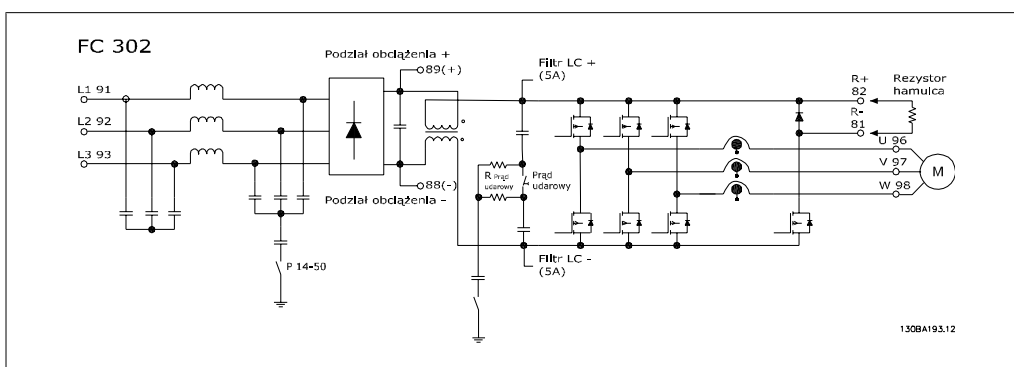 FC 302
Podział obciążenia +
89(+)
Filtr LC +
(5A)
R+
82
Rezystor
hamulca
L1 91
L2 92
L3 93
R-
81
U 96
V 97
W 98
M
R Prąd
udarowy
Prąd
udarowy
88(-)
Podział obciążenia -
Filtr LC -
(5A)
P 14-50
130BA193.12